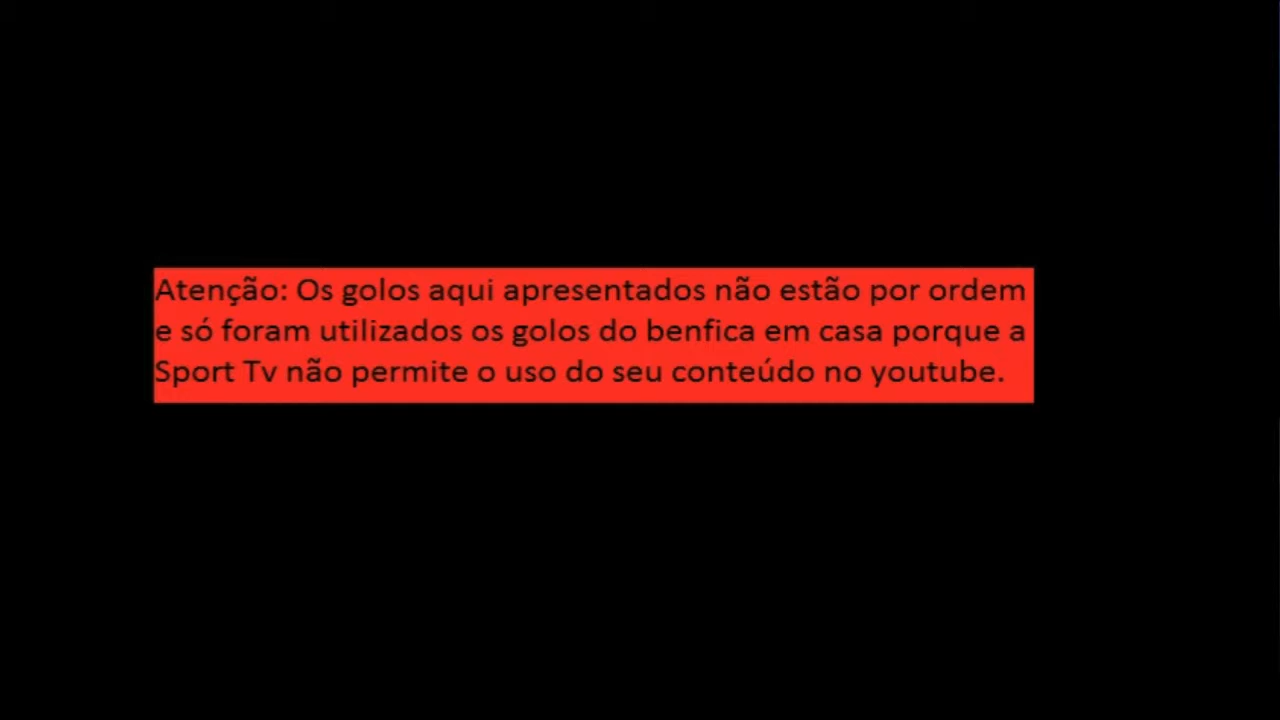 Atenção: Os golos aqui apresentados não estão por ordem
e só foram utilizados os golos do benfica em casa porque a
Sport Tv não permite o uso do seu conteúdo no youtube.